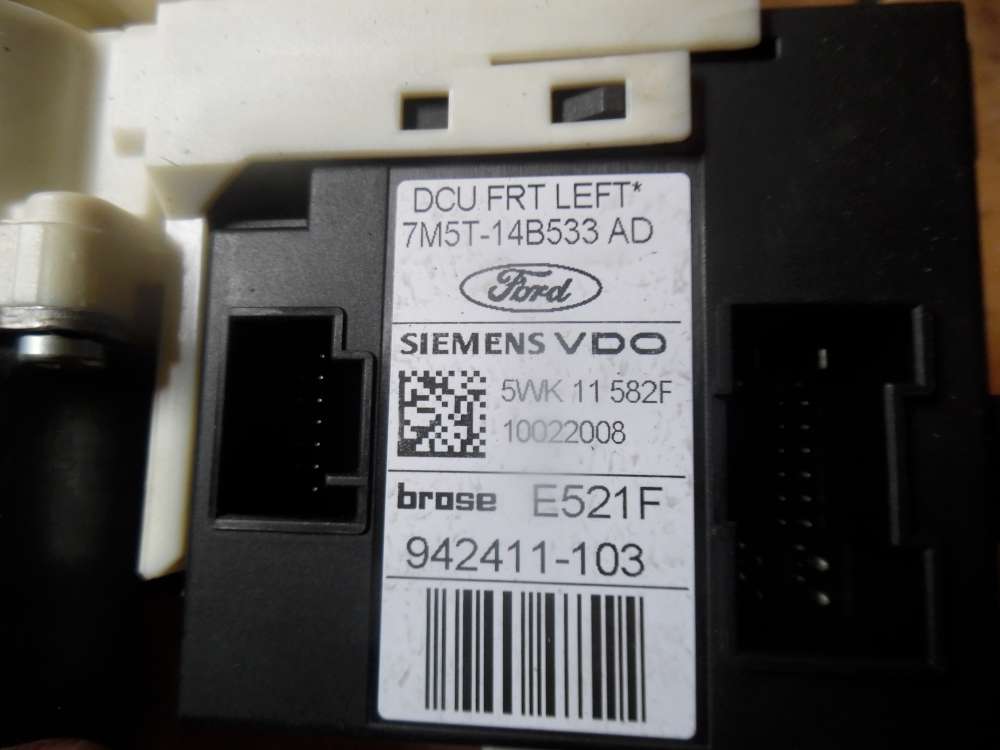 DCU FRT LEFT*
7M5T-14B533 AD
Ford
SIEMENS VDO
5WK 11 582F
10022008
brose E521F
942411-103